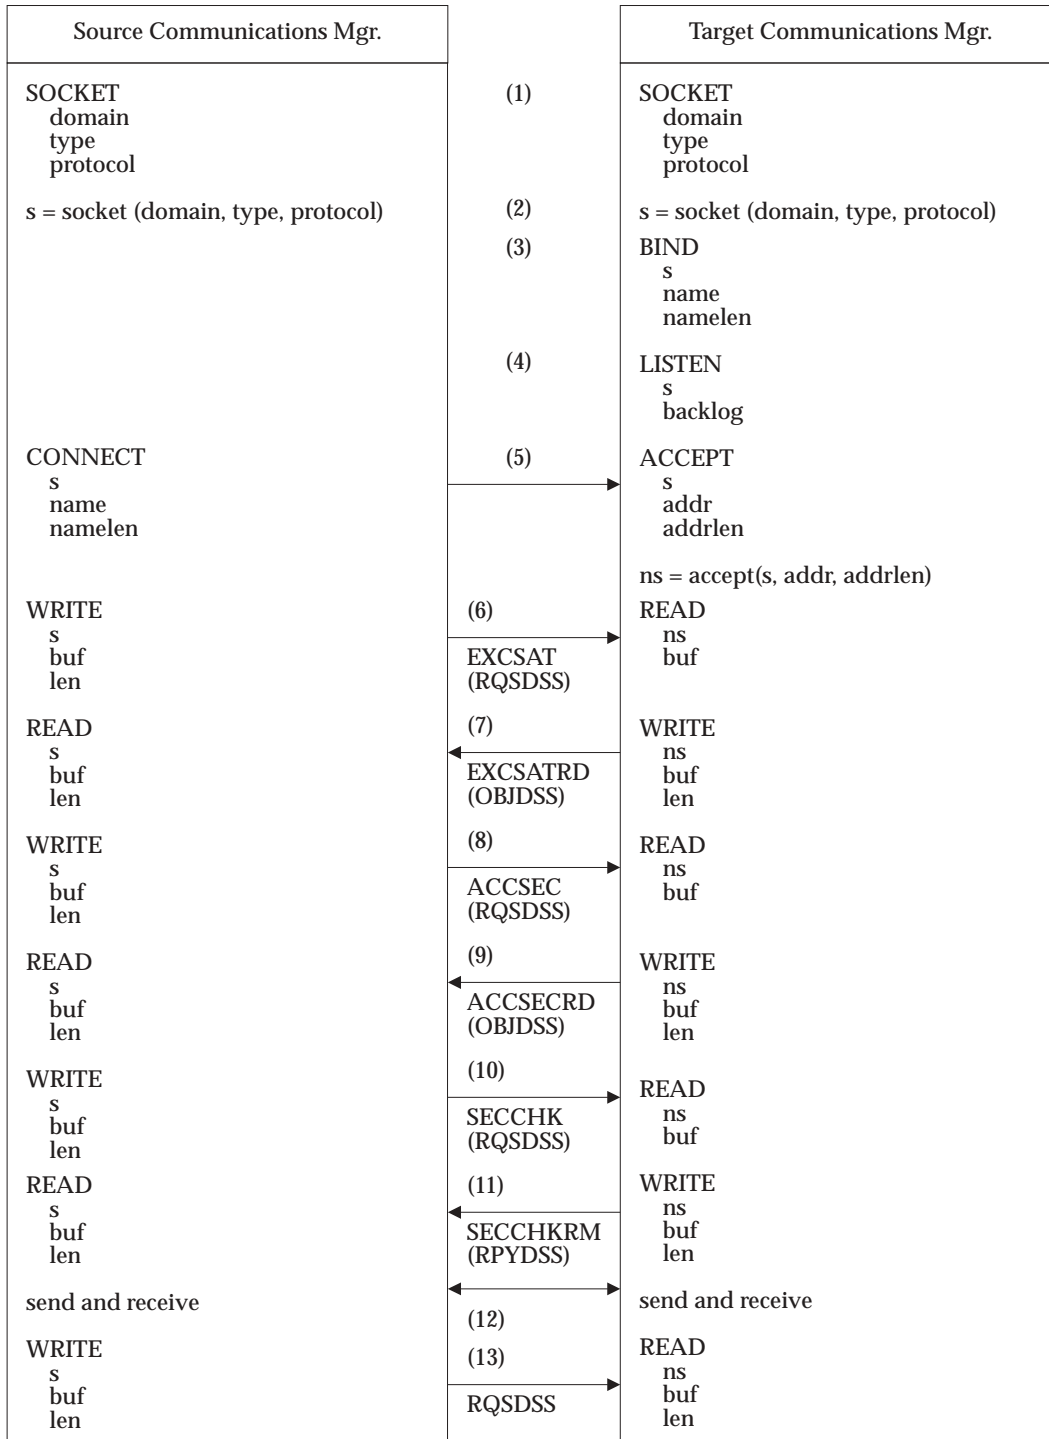 Source Communications Mgr.
Target Communications Mgr.
SOCKET
domain
type
protocol
(1)
SOCKET
domain
type
protocol
s = socket (domain, type, protocol)
(2)
s = socket (domain, type, protocol)
(3)
BIND
s
name
namelen
(4)
LISTEN
s
backlog
CONNECT
s
name
namelen
(5)
ACCEPT
s
addr
addrlen
ns = accept(s, addr, addrlen)
WRITE
s
buf
len
(6)
EXCSAT
(RQSDSS)
READ
ns
buf
READ
s
buf
len
(7)
EXCSATRD
(OBJDSS)
WRITE
ns
buf
len
WRITE
s
buf
len
(8)
ACCSEC
(RQSDSS)
READ
ns
buf
READ
s
buf
len
(9)
ACCSECRD
(OBJDSS)
WRITE
ns
buf
len
WRITE
s
buf
len
(10)
SECCHK
(RQSDSS)
READ
ns
buf
READ
s
buf
len
(11)
SECCHKRM
(RPYDSS)
WRITE
ns
buf
len
send and receive
(12)
send and receive
WRITE
s
buf
len
(13)
RQSDSS
READ
ns
buf
len